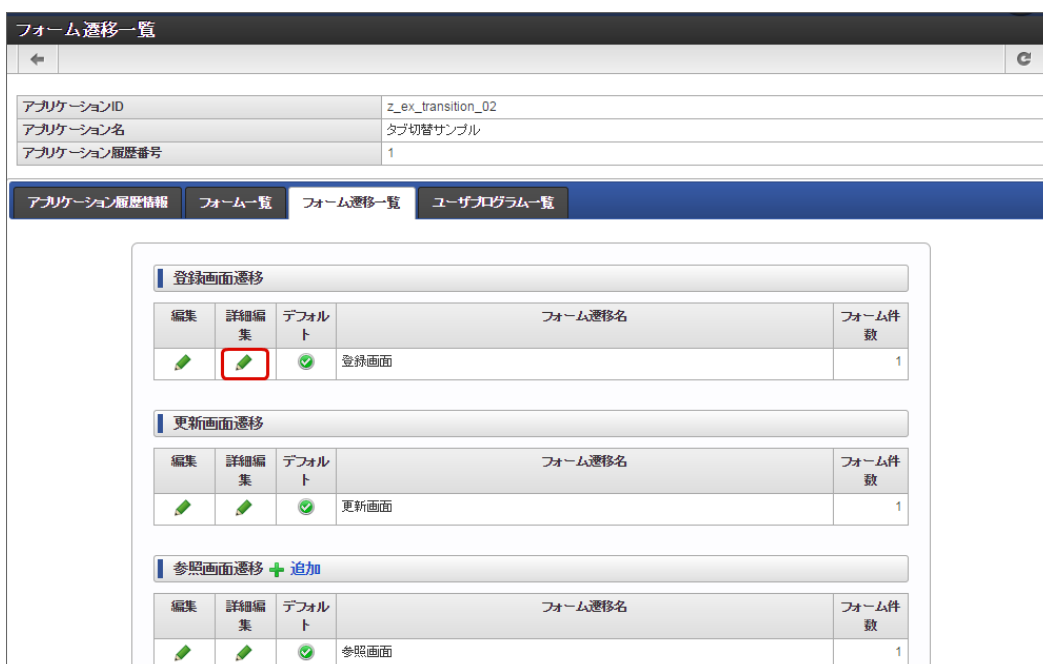 フォーム遷移一覧
アプリケーションID z_ex_transition_02
アプリケーション名 タブ切替サンプル
アプリケーション履歴番号 1
アプリケーション履歴情報 フォーム一覧 フォーム遷移一覧 ユーザプログラム一覧
登録画面遷移
編集 詳細編集 デフォルト フォーム遷移名 フォーム件数
登録画面 1
更新画面遷移
編集 詳細編集 デフォルト フォーム遷移名 フォーム件数
更新画面 1
参照画面遷移 追加
編集 詳細編集 デフォルト フォーム遷移名 フォーム件数
参照画面 1